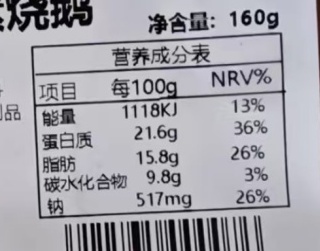 烧鹅
净含量: 160g
营养成分表
项目 每100g NRV%
能量 1118KJ 13%
蛋白质 21.6g 36%
脂肪 15.8g 26%
碳水化合物 9.8g 3%
钠 517mg 26%
品